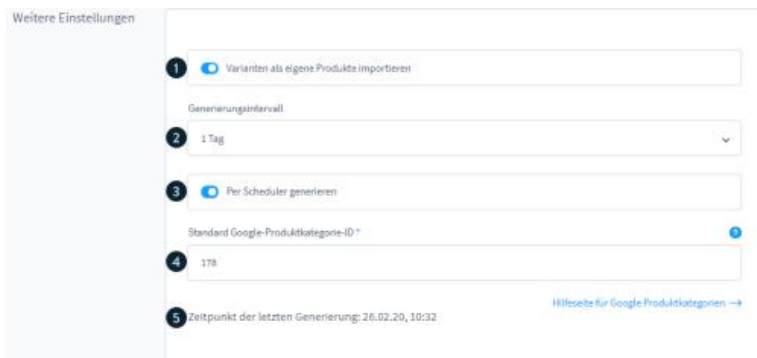 Weitere Einstellungen
1 Varianten als eigene Produkte importieren
Generierungsintervall
2 1 Tag
3 Per Scheduler generieren
Standard Google-Produktkategorie-ID * ?
4 178
Hilfeseite für Google Produktkategorien →
5 Zeitpunkt der letzten Generierung: 26.02.20, 10:32